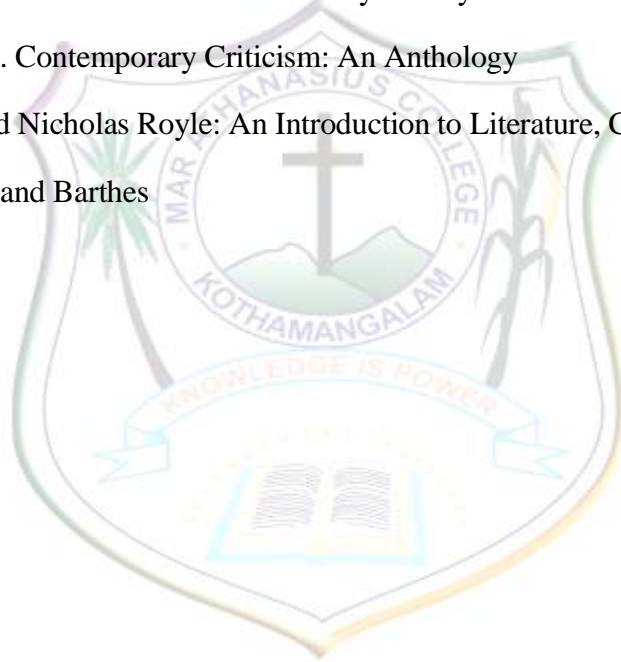 . Contemporary Criticism: An Anthology
d Nicholas Royle: An Introduction to Literature, C
and Barthes
MAR ATHANASIUS COLLEGE
KOTHAMANGALAM
KNOWLEDGE IS POWER